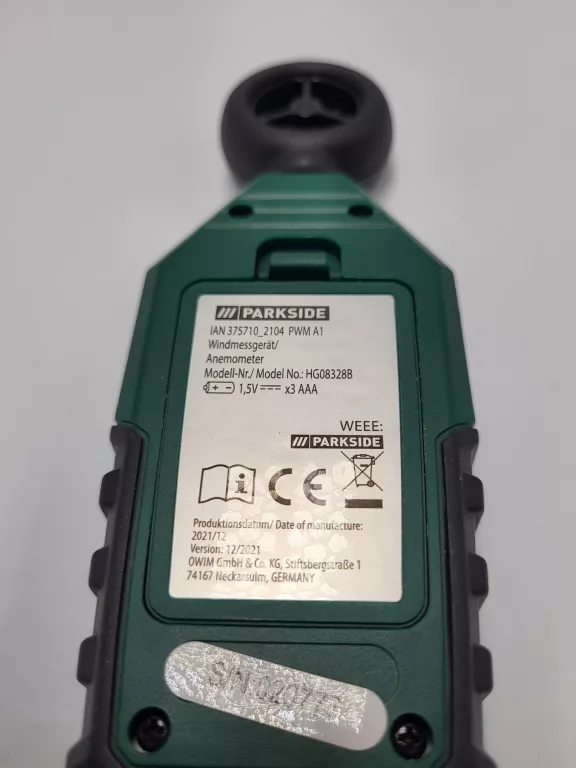 PARKSIDE
IAN 375710_2104 PWM A1
Windmessgerät/
Anemometer
Modell-Nr./ Model No.: HG08328B
+ - 1,5V x3 AAA
WEEE:
PARKSIDE
i CE
Produktionsdatum/ Date of manufacture:
2021/12
Version: 12/2021
OWIM GmbH & Co. KG, Stiftsbergstraße 1
74167 Neckarsulm, GERMANY
S/N